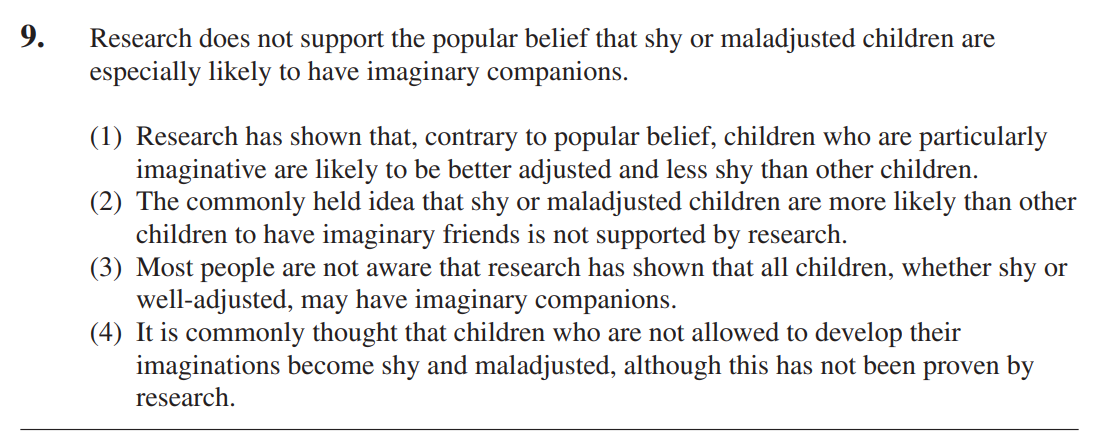 9. Research does not support the popular belief that shy or maladjusted children are
especially likely to have imaginary companions.
(1) Research has shown that, contrary to popular belief, children who are particularly
imaginative are likely to be better adjusted and less shy than other children.
(2) The commonly held idea that shy or maladjusted children are more likely than other
children to have imaginary friends is not supported by research.
(3) Most people are not aware that research has shown that all children, whether shy or
well-adjusted, may have imaginary companions.
(4) It is commonly thought that children who are not allowed to develop their
imaginations become shy and maladjusted, although this has not been proven by
research.